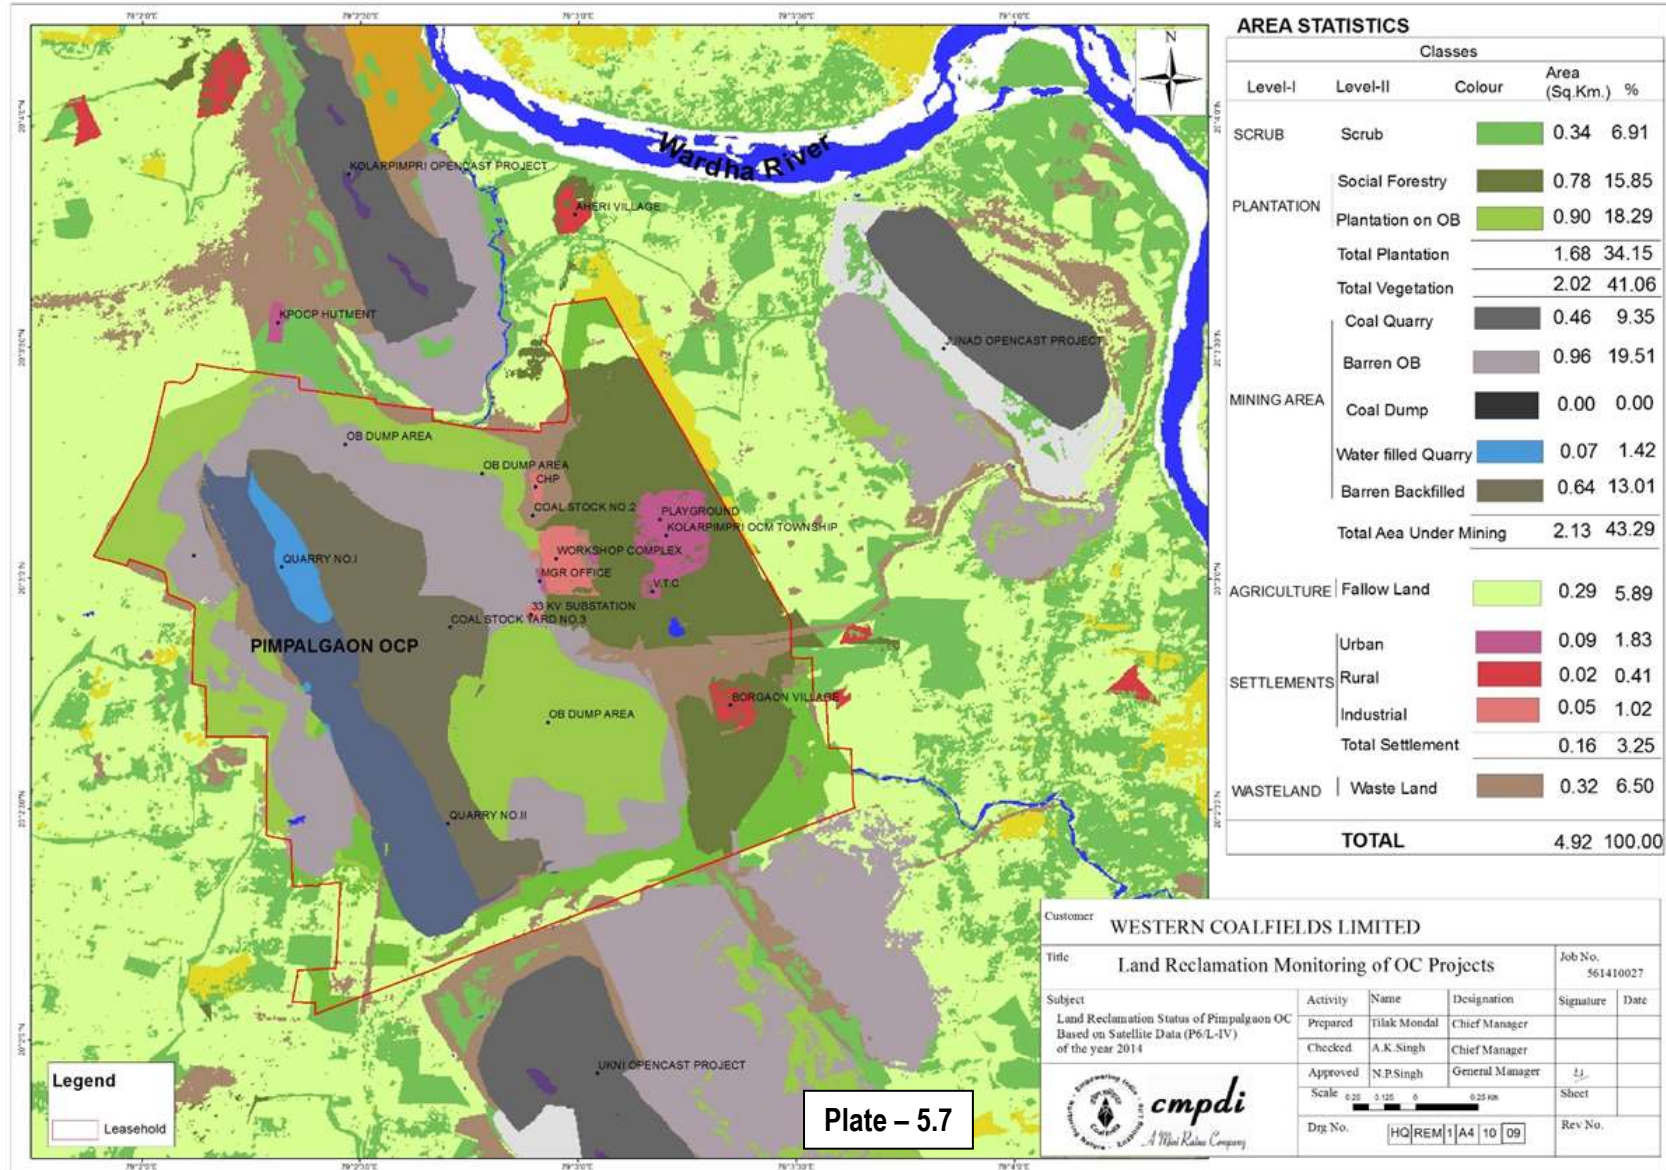 N
Wardha River
KOLARPIMPRI OPENCAST PROJECT
AHERI VILLAGE
KPOCP HUTMENT
JUNAD OPENCAST PROJECT
OB DUMP AREA
OB DUMP AREA
CHP
COAL STOCK NO.2
PLAYGROUND
KOLARPIMPRI OCM TOWNSHIP
WORKSHOP COMPLEX
QUARRY NO.I
MGR OFFICE
V.T.C
33 KV SUBSTATION
COAL STOCK YARD NO.3
PIMPALGAON OCP
BORGAON VILLAGE
OB DUMP AREA
QUARRY NO.II
UKNI OPENCAST PROJECT
Legend
Leasehold
Plate – 5.7
AREA STATISTICS
Classes
Level-I Level-II Colour Area (Sq.Km.) %
SCRUB Scrub 0.34 6.91
PLANTATION
Social Forestry 0.78 15.85
Plantation on OB 0.90 18.29
Total Plantation 1.68 34.15
Total Vegetation 2.02 41.06
MINING AREA
Coal Quarry 0.46 9.35
Barren OB 0.96 19.51
Coal Dump 0.00 0.00
Water filled Quarry 0.07 1.42
Barren Backfilled 0.64 13.01
Total Aea Under Mining 2.13 43.29
AGRICULTURE Fallow Land 0.29 5.89
SETTLEMENTS
Urban 0.09 1.83
Rural 0.02 0.41
Industrial 0.05 1.02
Total Settlement 0.16 3.25
WASTELAND Waste Land 0.32 6.50
TOTAL 4.92 100.00
Customer WESTERN COALFIELDS LIMITED
Title Land Reclamation Monitoring of OC Projects
Job No. 561410027
Subject
Land Reclamation Status of Pimpalgaon OC
Based on Satellite Data (P6/L-IV)
of the year 2014
Activity Name Designation Signature Date
Prepared Tilak Mondal Chief Manager
Checked A.K.Singh Chief Manager
Approved N.P.Singh General Manager
Scale 0.25 0.125 0 0.25 Km
Sheet
Drg No. HQ REM 1 A4 10 09
Rev No.
cmpdi
A Mini Ratna Company